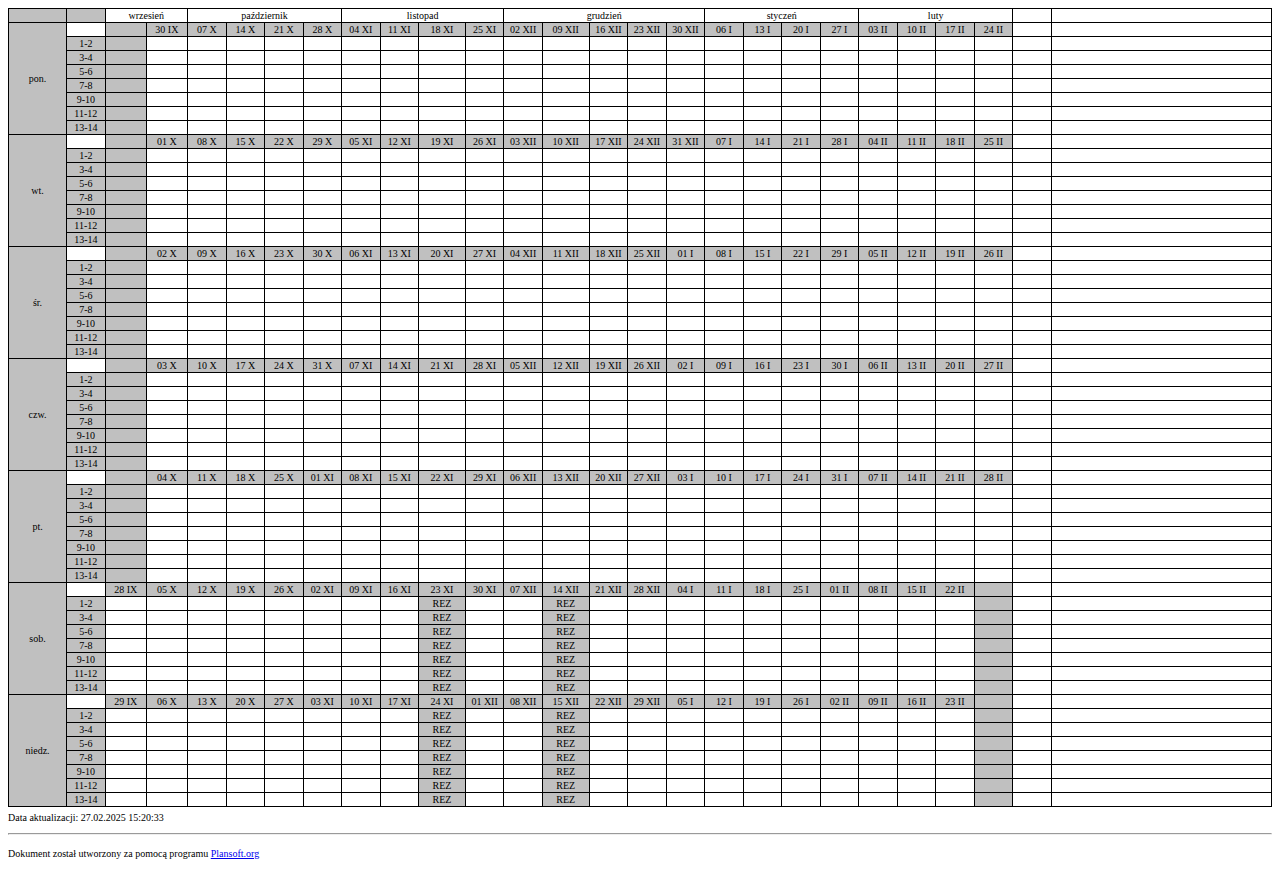 wrzesień październik listopad grudzień styczeń luty
30 IX 07 X 14 X 21 X 28 X 04 XI 11 XI 18 XI 25 XI 02 XII 09 XII 16 XII 23 XII 30 XII 06 I 13 I 20 I 27 I 03 II 10 II 17 II 24 II
pon.
1-2
3-4
5-6
7-8
9-10
11-12
13-14
01 X 08 X 15 X 22 X 29 X 05 XI 12 XI 19 XI 26 XI 03 XII 10 XII 17 XII 24 XII 31 XII 07 I 14 I 21 I 28 I 04 II 11 II 18 II 25 II
wt.
1-2
3-4
5-6
7-8
9-10
11-12
13-14
02 X 09 X 16 X 23 X 30 X 06 XI 13 XI 20 XI 27 XI 04 XII 11 XII 18 XII 25 XII 01 I 08 I 15 I 22 I 29 I 05 II 12 II 19 II 26 II
śr.
1-2
3-4
5-6
7-8
9-10
11-12
13-14
03 X 10 X 17 X 24 X 31 X 07 XI 14 XI 21 XI 28 XI 05 XII 12 XII 19 XII 26 XII 02 I 09 I 16 I 23 I 30 I 06 II 13 II 20 II 27 II
czw.
1-2
3-4
5-6
7-8
9-10
11-12
13-14
04 X 11 X 18 X 25 X 01 XI 08 XI 15 XI 22 XI 29 XI 06 XII 13 XII 20 XII 27 XII 03 I 10 I 17 I 24 I 31 I 07 II 14 II 21 II 28 II
pt.
1-2
3-4
5-6
7-8
9-10
11-12
13-14
28 IX 05 X 12 X 19 X 26 X 02 XI 09 XI 16 XI 23 XI 30 XI 07 XII 14 XII 21 XII 28 XII 04 I 11 I 18 I 25 I 01 II 08 II 15 II 22 II
sob.
1-2 REZ REZ
3-4 REZ REZ
5-6 REZ REZ
7-8 REZ REZ
9-10 REZ REZ
11-12 REZ REZ
13-14 REZ REZ
29 IX 06 X 13 X 20 X 27 X 03 XI 10 XI 17 XI 24 XI 01 XII 08 XII 15 XII 22 XII 29 XII 05 I 12 I 19 I 26 I 02 II 09 II 16 II 23 II
niedz.
1-2 REZ REZ
3-4 REZ REZ
5-6 REZ REZ
7-8 REZ REZ
9-10 REZ REZ
11-12 REZ REZ
13-14 REZ REZ
Data aktualizacji: 27.02.2025 15:20:33
Dokument został utworzony za pomocą programu Plansoft.org